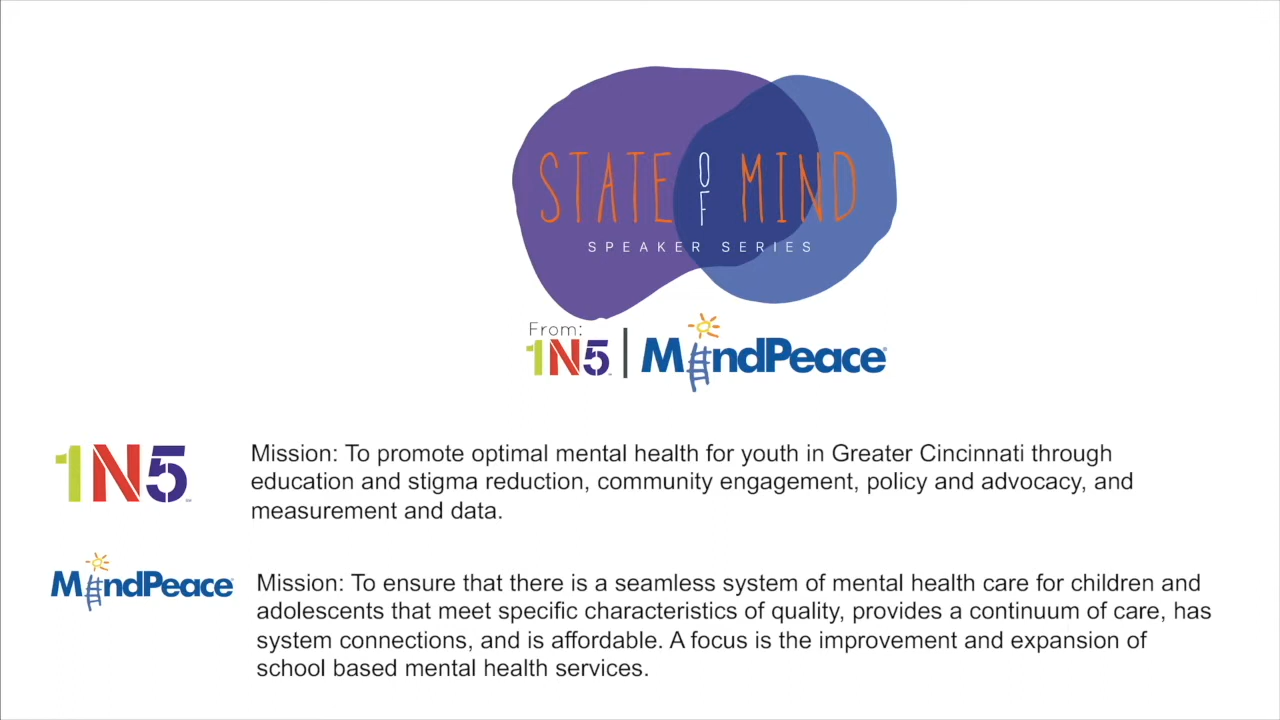 STATE OF MIND
SPEAKER SERIES
From:
1N5 | MindPeace
1N5
Mission: To promote optimal mental health for youth in Greater Cincinnati through
education and stigma reduction, community engagement, policy and advocacy, and
measurement and data.
MindPeace
Mission: To ensure that there is a seamless system of mental health care for children and
adolescents that meet specific characteristics of quality, provides a continuum of care, has
system connections, and is affordable. A focus is the improvement and expansion of
school based mental health services.